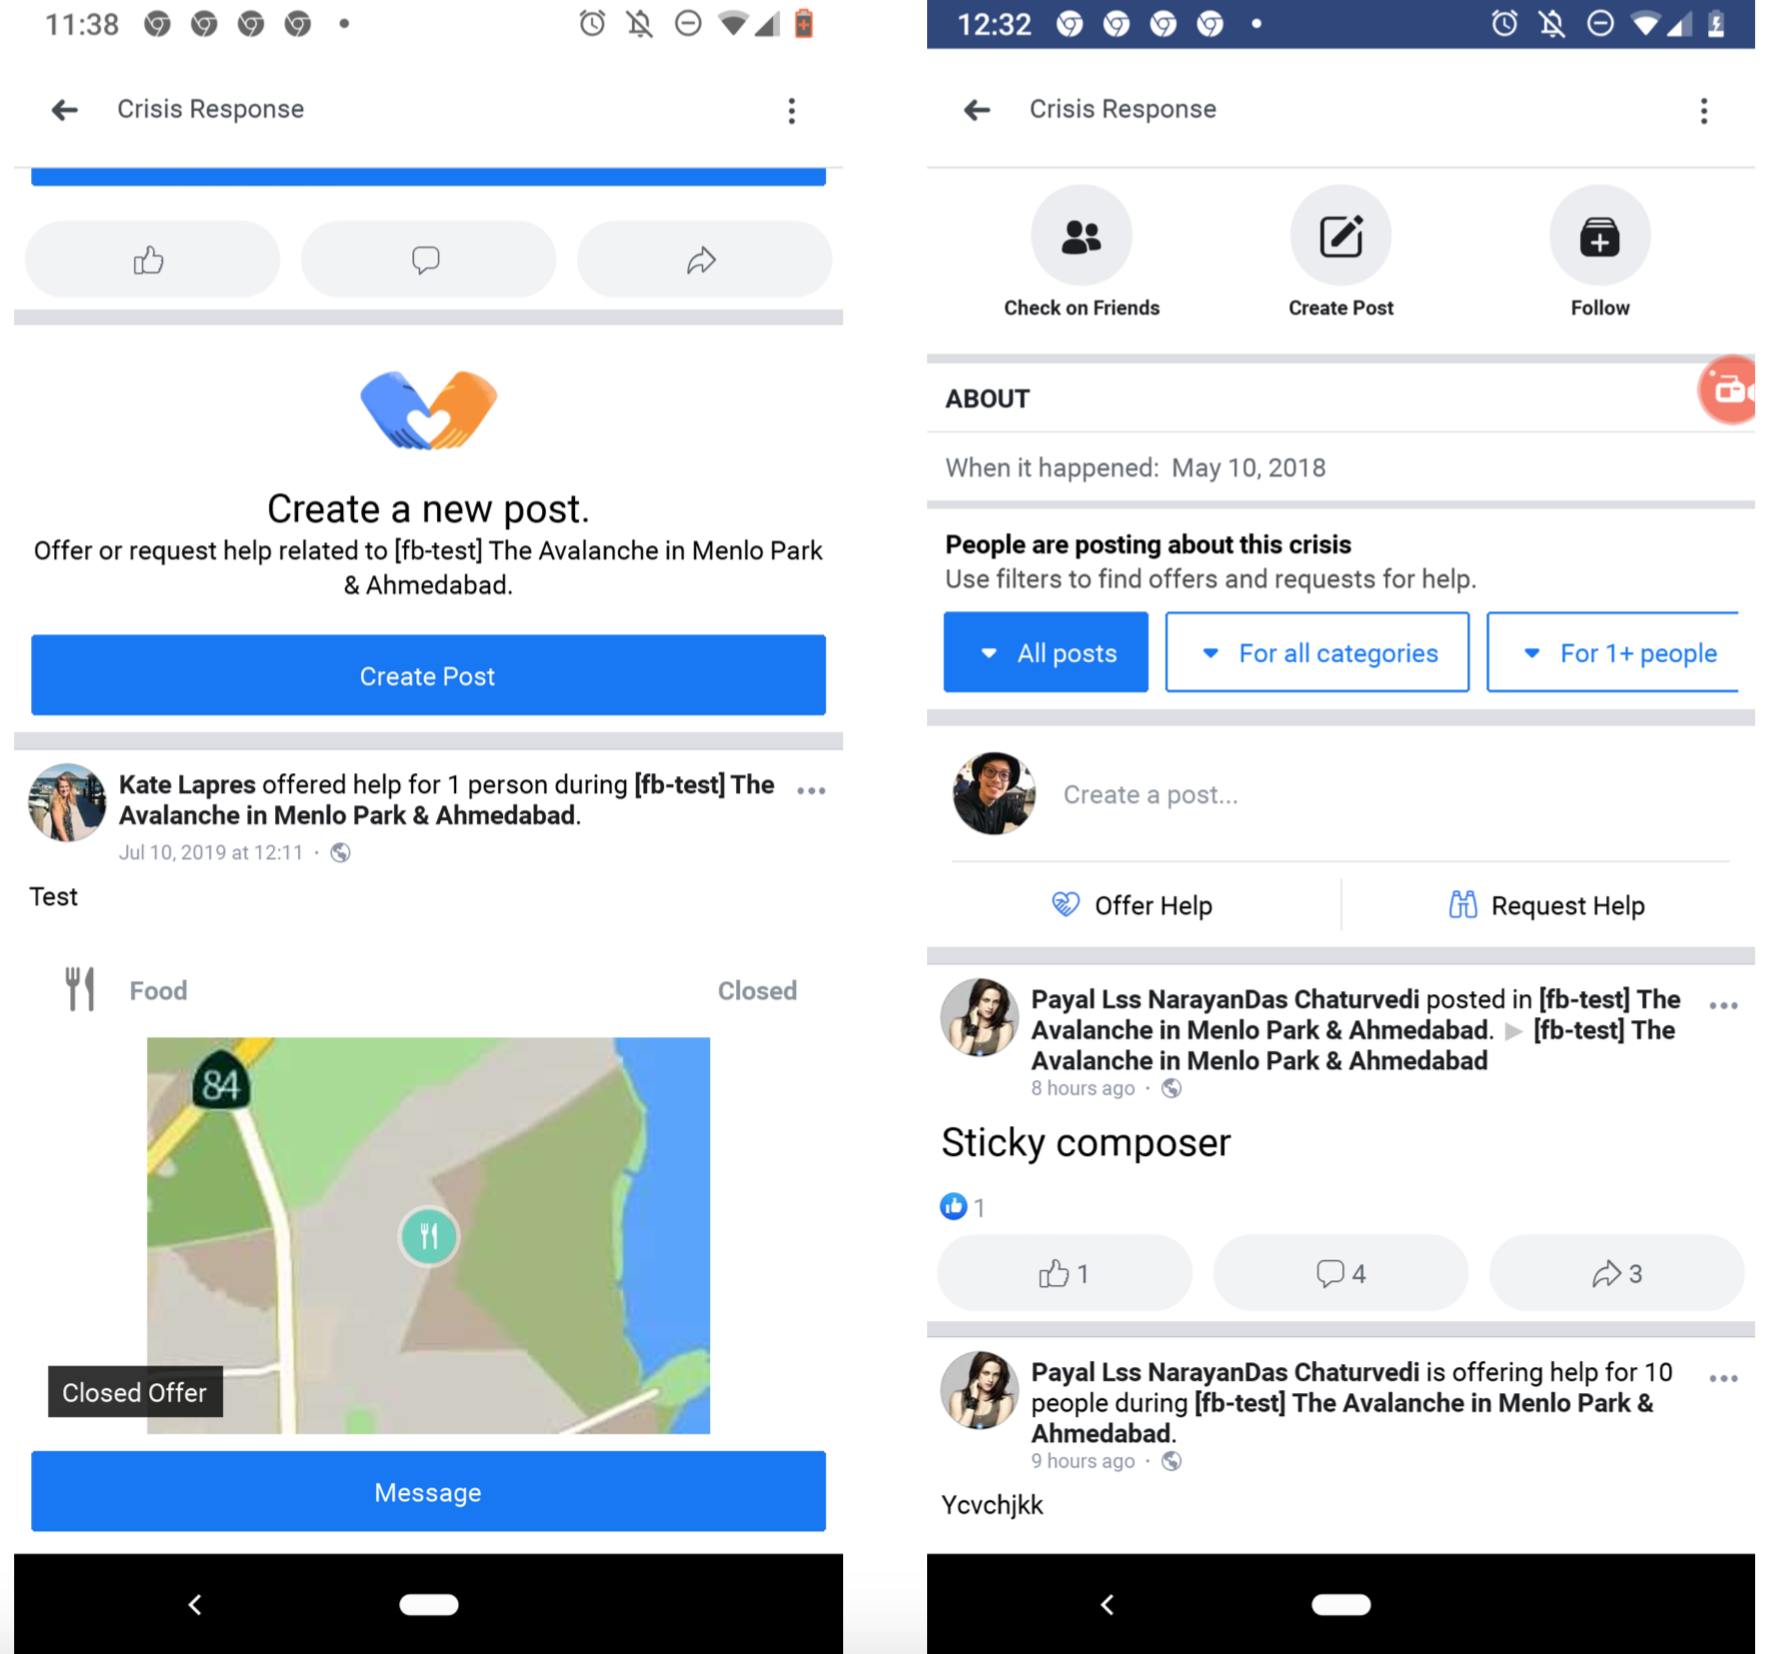 11:38
Crisis Response
Create a new post.
Offer or request help related to [fb-test] The Avalanche in Menlo Park
& Ahmedabad.
Create Post
Kate Lapres offered help for 1 person during [fb-test] The
Avalanche in Menlo Park & Ahmedabad.
Jul 10, 2019 at 12:11 ·
Test
Food
Closed
84
Closed Offer
Message
12:32
Crisis Response
Check on Friends
Create Post
Follow
ABOUT
When it happened: May 10, 2018
People are posting about this crisis
Use filters to find offers and requests for help.
All posts
For all categories
For 1+ people
Create a post...
Offer Help
Request Help
Payal Lss NarayanDas Chaturvedi posted in [fb-test] The
Avalanche in Menlo Park & Ahmedabad. ▶ [fb-test] The
Avalanche in Menlo Park & Ahmedabad
8 hours ago ·
Sticky composer
1
1
4
3
Payal Lss NarayanDas Chaturvedi is offering help for 10
people during [fb-test] The Avalanche in Menlo Park &
Ahmedabad.
9 hours ago ·
Ycvchjkk